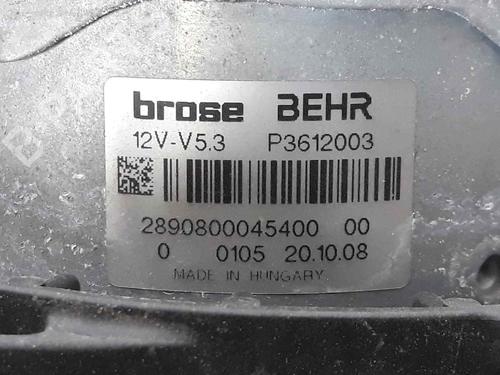 brose BEHR
12V-V5.3 P3612003
2890800045400 00
0 0105 20.10.08
MADE IN HUNGARY